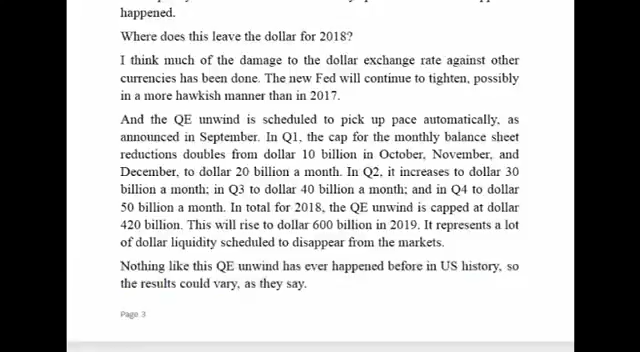 happened.
Where does this leave the dollar for 2018?
I think much of the damage to the dollar exchange rate against other
currencies has been done. The new Fed will continue to tighten, possibly
in a more hawkish manner than in 2017.
And the QE unwind is scheduled to pick up pace automatically, as
announced in September. In Q1, the cap for the monthly balance sheet
reductions doubles from dollar 10 billion in October, November, and
December, to dollar 20 billion a month. In Q2, it increases to dollar 30
billion a month; in Q3 to dollar 40 billion a month; and in Q4 to dollar
50 billion a month. In total for 2018, the QE unwind is capped at dollar
420 billion. This will rise to dollar 600 billion in 2019. It represents a lot
of dollar liquidity scheduled to disappear from the markets.
Nothing like this QE unwind has ever happened before in US history, so
the results could vary, as they say.
Page 3